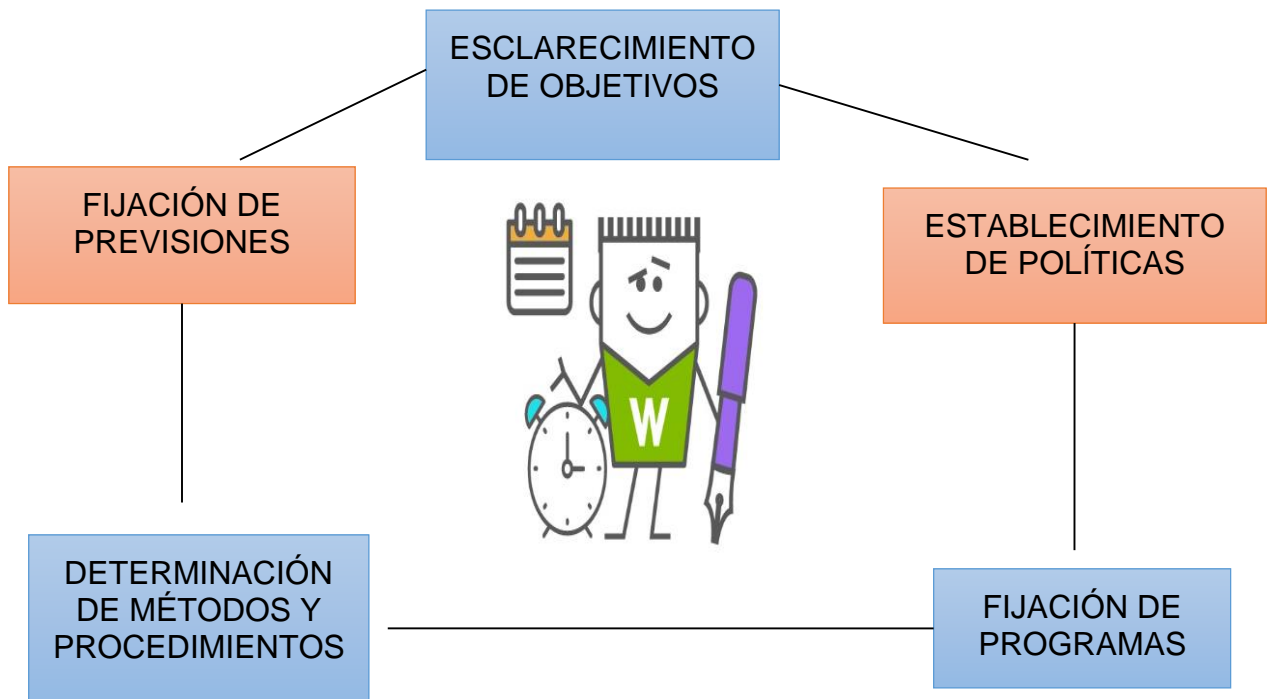 ESCLARECIMIENTO
DE OBJETIVOS
FIJACIÓN DE
PREVISIONES
ESTABLECIMIENTO
DE POLÍTICAS
W
DETERMINACIÓN
DE MÉTODOS Y
PROCEDIMIENTOS
FIJACIÓN DE
PROGRAMAS